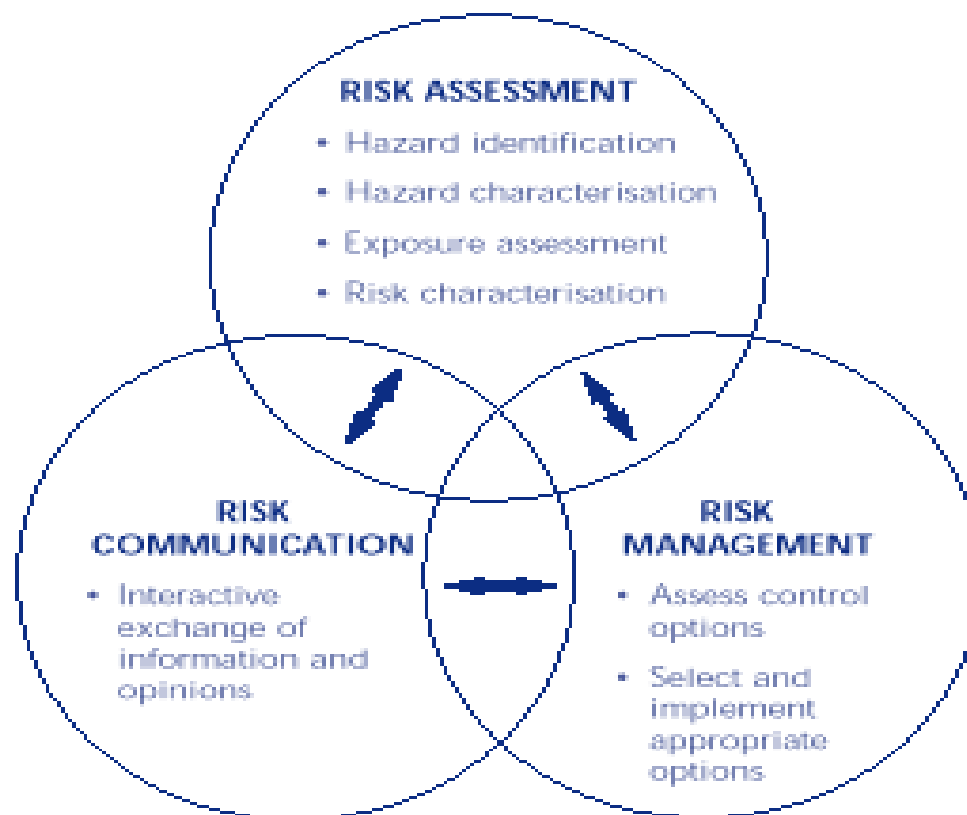 RISK ASSESSMENT
• Hazard identification
• Hazard characterisation
• Exposure assessment
• Risk characterisation
RISK
COMMUNICATION
• Interactive
exchange of
information and
opinions
RISK
MANAGEMENT
• Assess control
options
• Select and
implement
appropriate
options